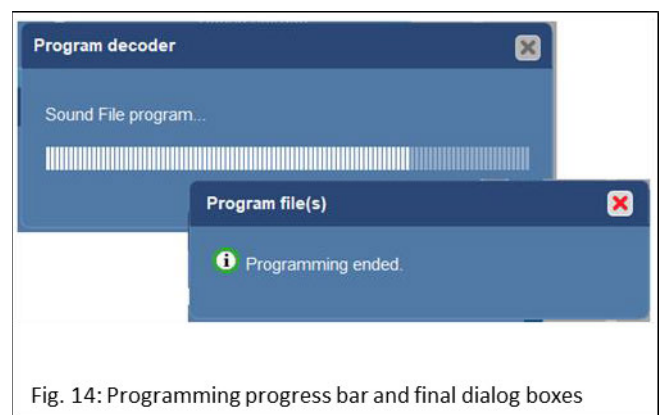 Program decoder
Sound File program...
Program file(s)
Programming ended.
Fig. 14: Programming progress bar and final dialog boxes